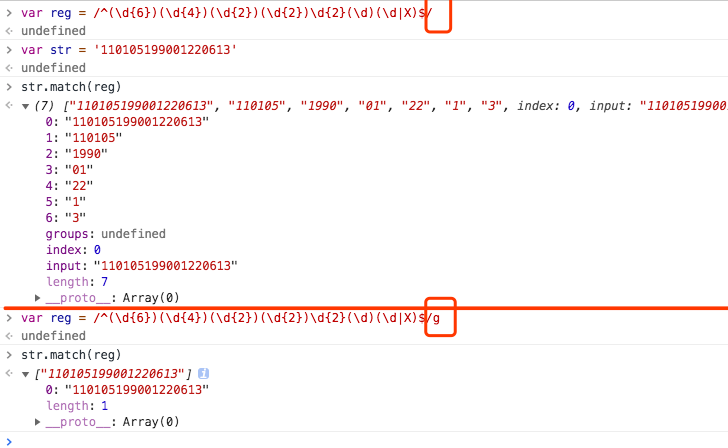 > var reg = /^(\d{6})(\d{4})(\d{2})(\d{2})\d{2}(\d)(\d|X)$/
undefined
> var str = '110105199001220613'
undefined
> str.match(reg)
(7) ["110105199001220613", "110105", "1990", "01", "22", "1", "3", index: 0, input: "11010519900
0: "110105199001220613"
1: "110105"
2: "1990"
3: "01"
4: "22"
5: "1"
6: "3"
groups: undefined
index: 0
input: "110105199001220613"
length: 7
__proto__: Array(0)
> var reg = /^(\d{6})(\d{4})(\d{2})(\d{2})\d{2}(\d)(\d|X)$/g
undefined
> str.match(reg)
["110105199001220613"] i
0: "110105199001220613"
length: 1
__proto__: Array(0)
>